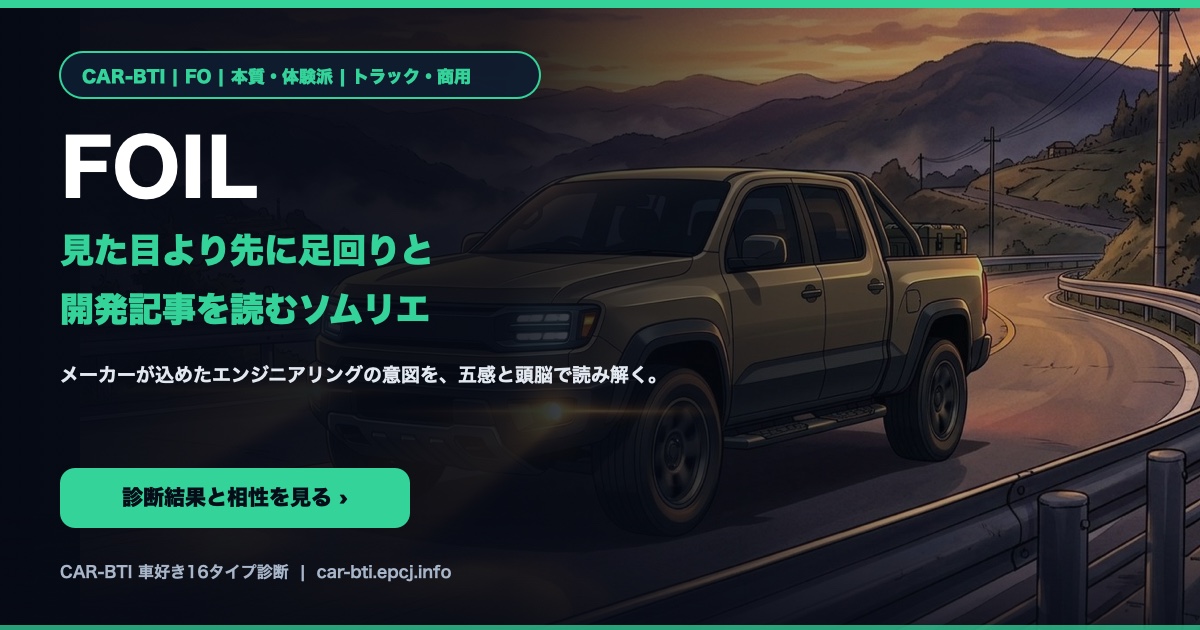 CAR-BTI | FO | 本質・体験派 | トラック・商用
FOIL
見た目より先に足回りと
開発記事を読むソムリエ
メーカーが込めたエンジニアリングの意図を、五感と頭脳で読み解く。
診断結果と相性を見る ›
CAR-BTI 車好き16タイプ診断 | car-bti.epcj.info